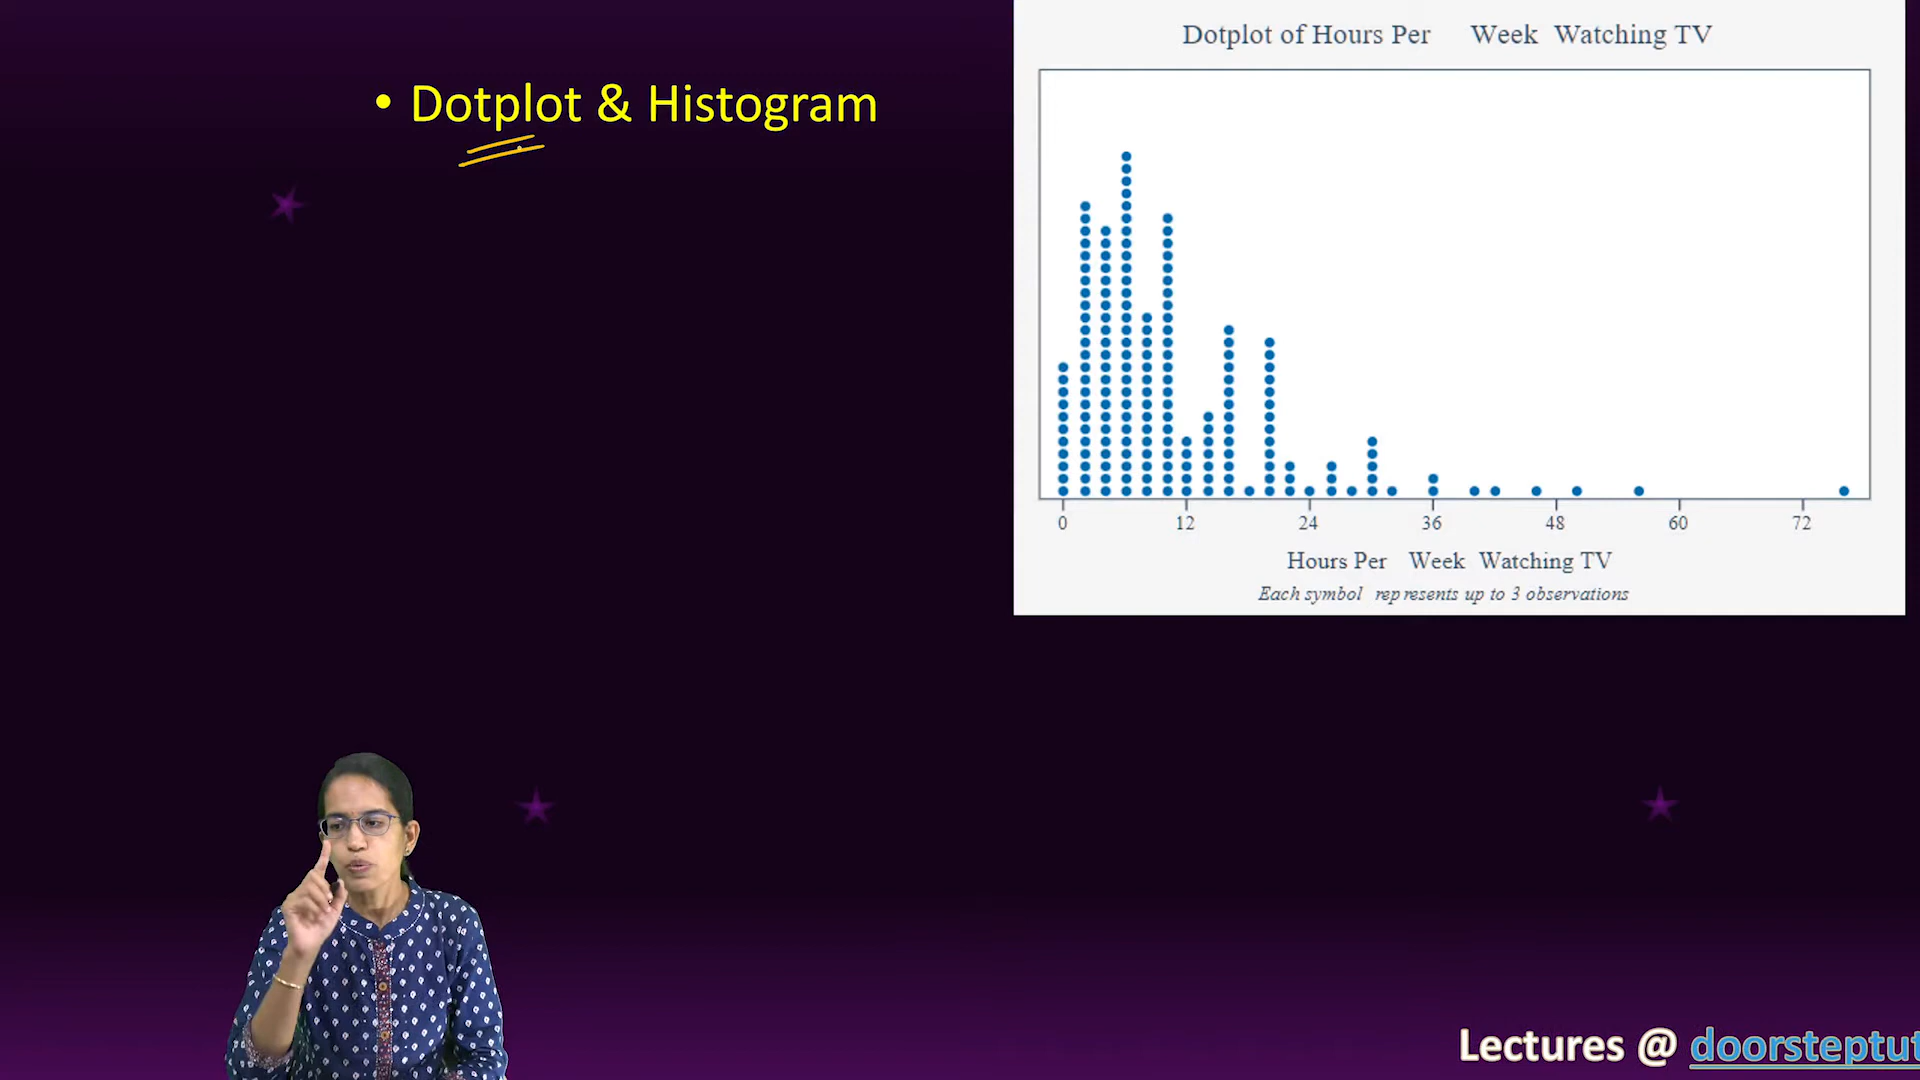 • Dotplot & Histogram
Dotplot of Hours Per Week Watching TV
0 12 24 36 48 60 72
Hours Per Week Watching TV
Each symbol represents up to 3 observations
Lectures @ doorsteptut